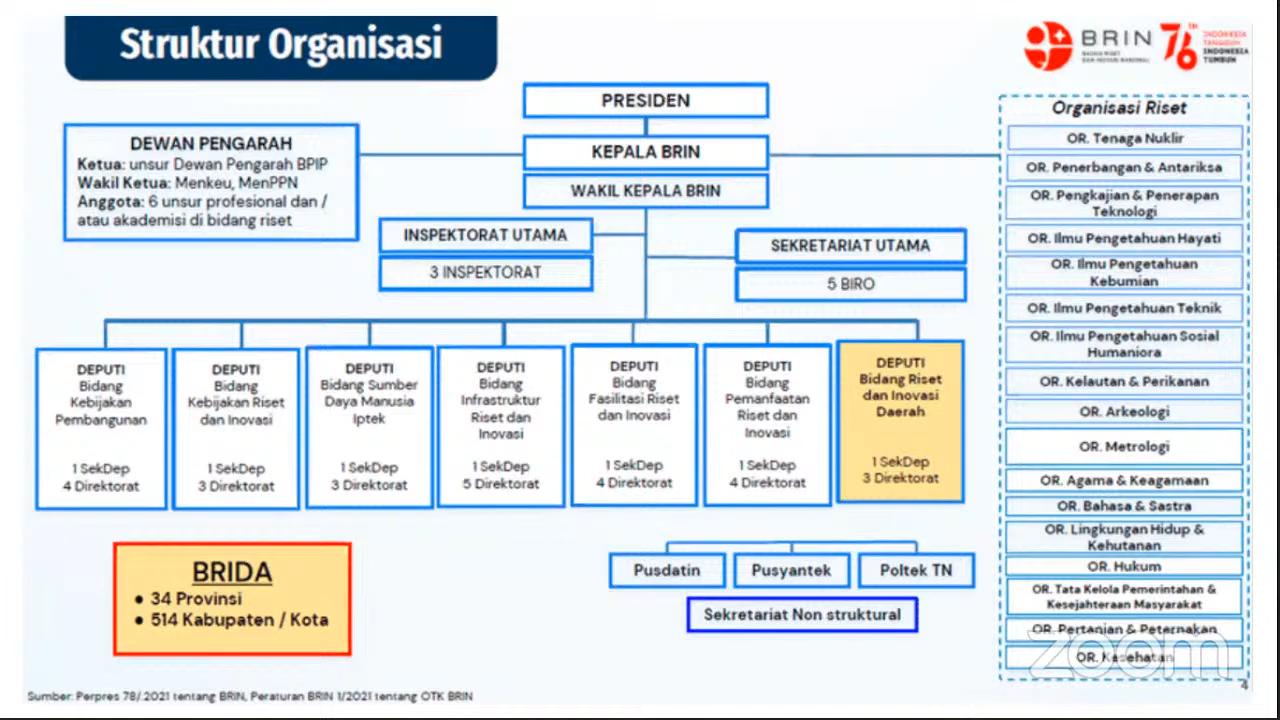 Struktur Organisasi
BRIN
BADAN RISET
DAN INOVASI NASIONAL
76
TH
INDONESIA
TANGGUH
INDONESIA
TUMBUH
PRESIDEN
KEPALA BRIN
WAKIL KEPALA BRIN
DEWAN PENGARAH
Ketua: unsur Dewan Pengarah BPIP
Wakil Ketua: Menkeu, MenPPN
Anggota: 6 unsur profesional dan /
atau akademisi di bidang riset
INSPEKTORAT UTAMA
3 INSPEKTORAT
SEKRETARIAT UTAMA
5 BIRO
DEPUTI
Bidang
Kebijakan
Pembangunan
1 SekDep
4 Direktorat
DEPUTI
Bidang
Kebijakan Riset
dan Inovasi
1 SekDep
3 Direktorat
DEPUTI
Bidang Sumber
Daya Manusia
Iptek
1 SekDep
3 Direktorat
DEPUTI
Bidang
Infrastruktur
Riset dan
Inovasi
1 SekDep
5 Direktorat
DEPUTI
Bidang
Fasilitasi Riset
dan Inovasi
1 SekDep
4 Direktorat
DEPUTI
Bidang
Pemanfaatan
Riset dan
Inovasi
1 SekDep
4 Direktorat
DEPUTI
Bidang Riset
dan Inovasi
Daerah
1 SekDep
3 Direktorat
BRIDA
● 34 Provinsi
● 514 Kabupaten / Kota
Pusdatin
Pusyantek
Poltek TN
Sekretariat Non struktural
Organisasi Riset
OR. Tenaga Nuklir
OR. Penerbangan & Antariksa
OR. Pengkajian & Penerapan
Teknologi
OR. Ilmu Pengetahuan Hayati
OR. Ilmu Pengetahuan
Kebumian
OR. Ilmu Pengetahuan Teknik
OR. Ilmu Pengetahuan Sosial
Humaniora
OR. Kelautan & Perikanan
OR. Arkeologi
OR. Metrologi
OR. Agama & Keagamaan
OR. Bahasa & Sastra
OR. Lingkungan Hidup &
Kehutanan
OR. Hukum
OR. Tata Kelola Pemerintahan &
Kesejahteraan Masyarakat
OR. Pertanian & Peternakan
OR. Kesehatan
zoom
4
Sumber: Perpres 78/ 2021 tentang BRIN, Peraturan BRIN 1/2021 tentang OTK BRIN